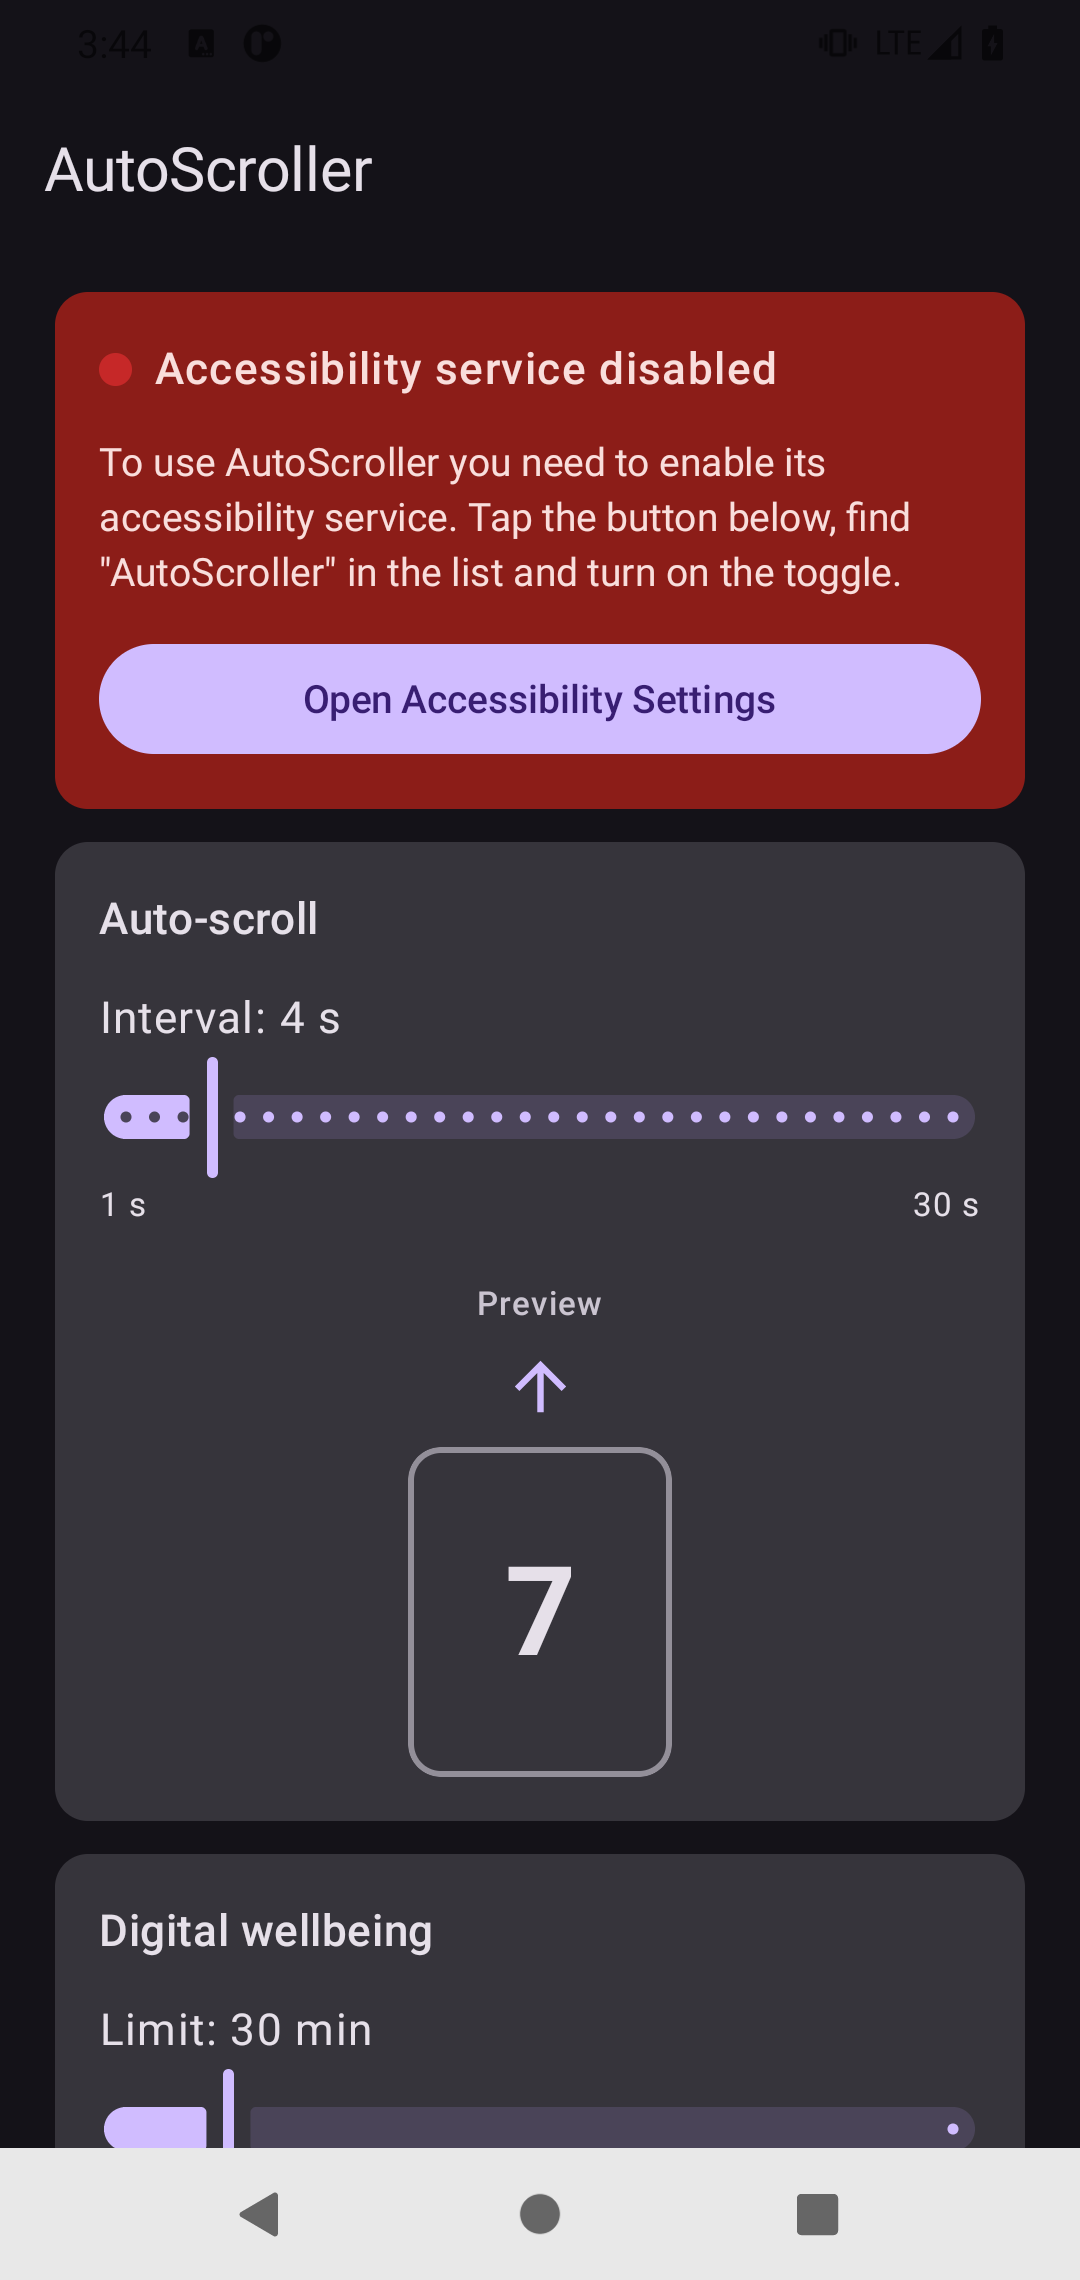 3:44
LTE
AutoScroller
Accessibility service disabled
To use AutoScroller you need to enable its
accessibility service. Tap the button below, find
"AutoScroller" in the list and turn on the toggle.
Open Accessibility Settings
Auto-scroll
Interval: 4 s
1 s 30 s
Preview
7
Digital wellbeing
Limit: 30 min